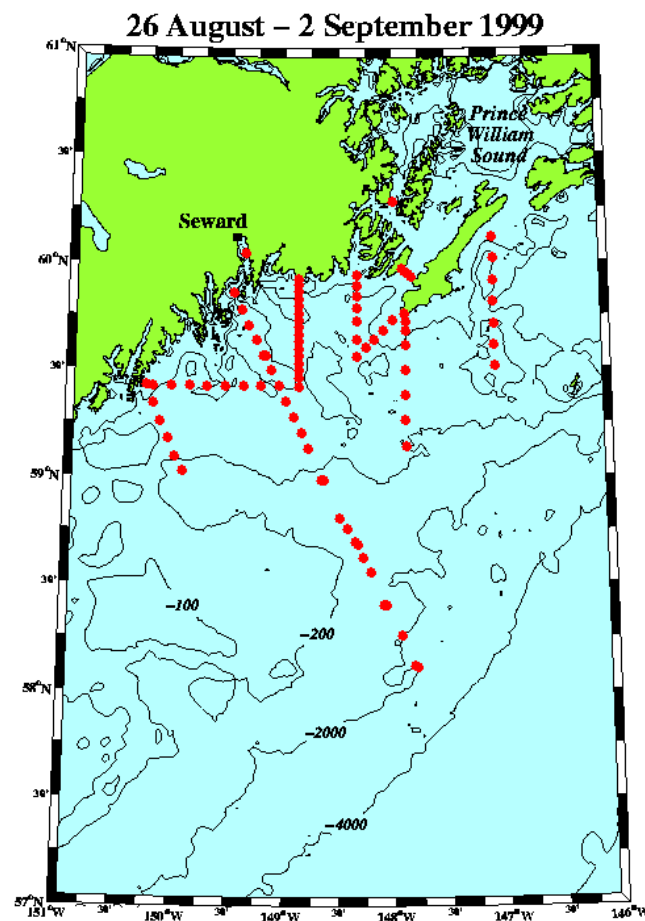 26 August – 2 September 1999
61°N
Prince
William
Sound
30'
Seward
60°N
30'
59°N
30'
−100
−200
58°N
−2000
30'
−4000
57°N
151°W 30' 150°W 30' 149°W 30' 148°W 30' 147°W 30' 146°W